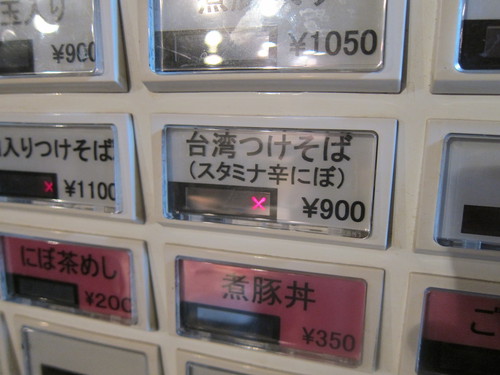 玉入り
¥900
¥1050
入りつけそば
¥1100
台湾つけそば
(スタミナ辛にぼ)
¥900
にぼ茶めし
¥200
煮豚丼
¥350
ご